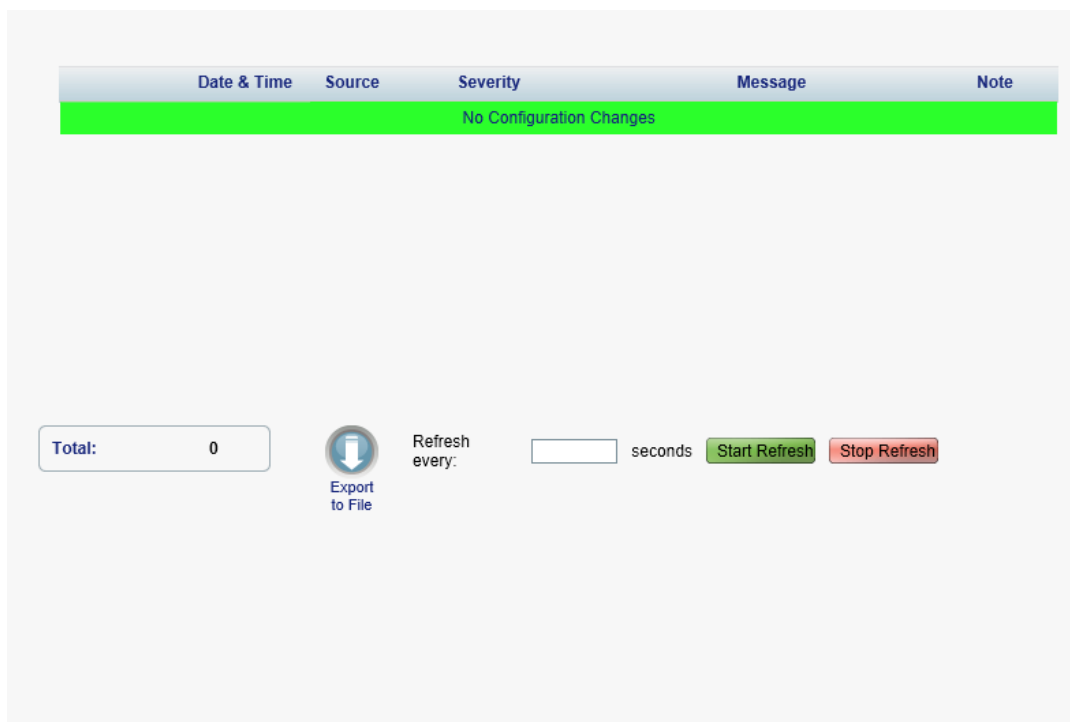 Date & Time Source Severity Message Note
No Configuration Changes
Total: 0
Export
to File
Refresh
every:
seconds
Start Refresh
Stop Refresh